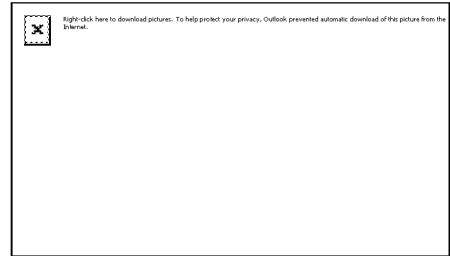 Right-click here to download pictures. To help protect your privacy, Outlook prevented automatic download of this picture from the
Internet.